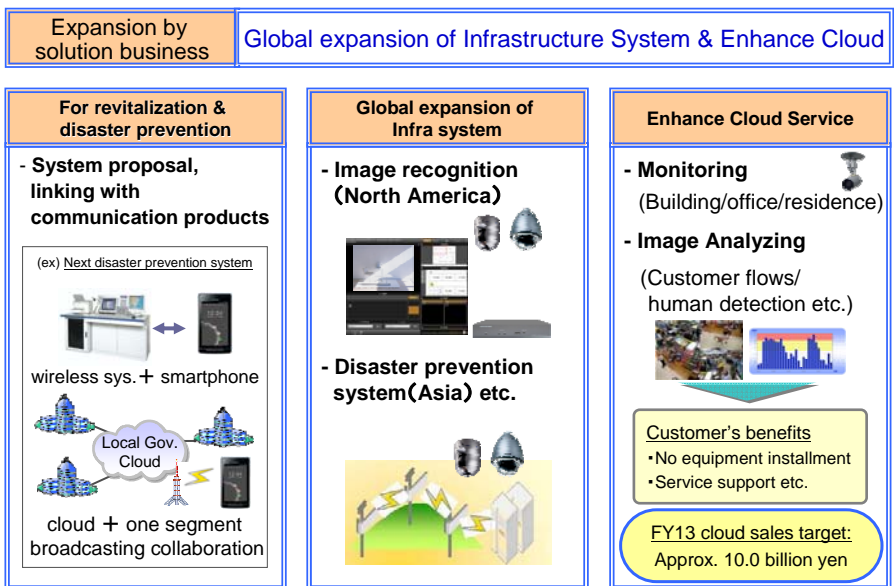 Expansion by
solution business
Global expansion of Infrastructure System & Enhance Cloud
For revitalization &
disaster prevention
- System proposal,
linking with
communication products
(ex) Next disaster prevention system
wireless sys.＋ smartphone
Local Gov.
Cloud
cloud ＋ one segment
broadcasting collaboration
Global expansion of
Infra system
- Image recognition
（North America）
- Disaster prevention
system（Asia）etc.
Enhance Cloud Service
- Monitoring
(Building/office/residence)
- Image Analyzing
(Customer flows/
human detection etc.)
Customer's benefits
・No equipment installment
・Service support etc.
FY13 cloud sales target:
Approx. 10.0 billion yen